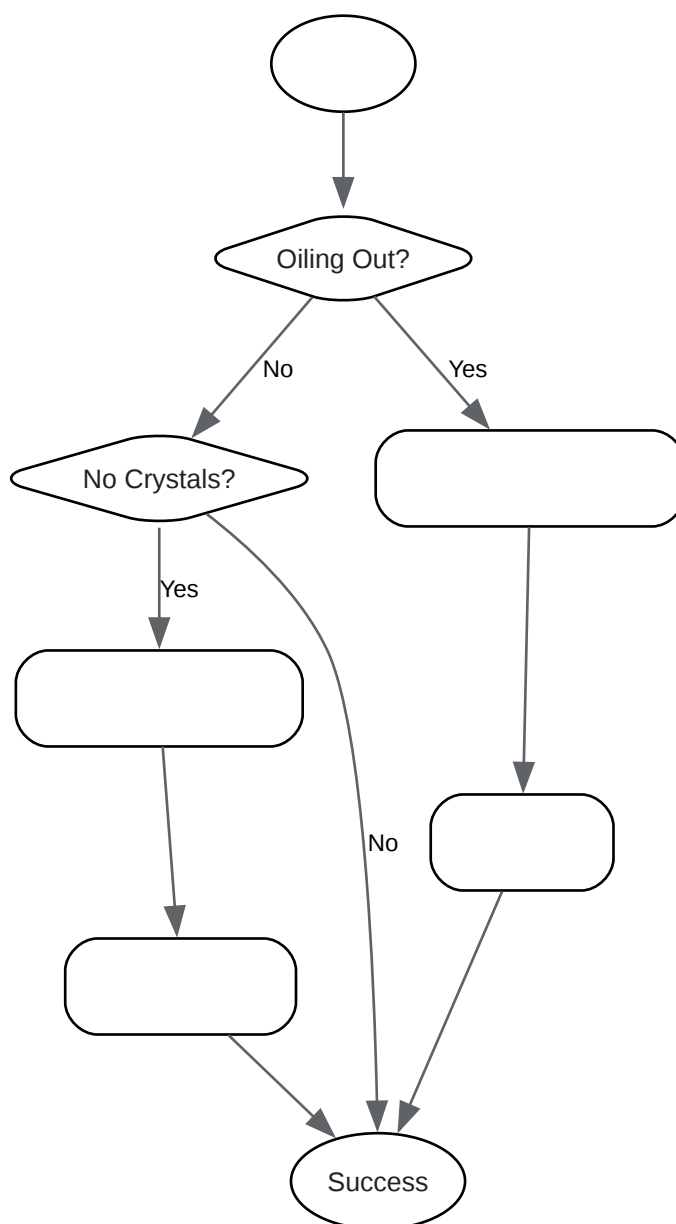 Oiling Out?
No
Yes
No Crystals?
Yes
No
Success